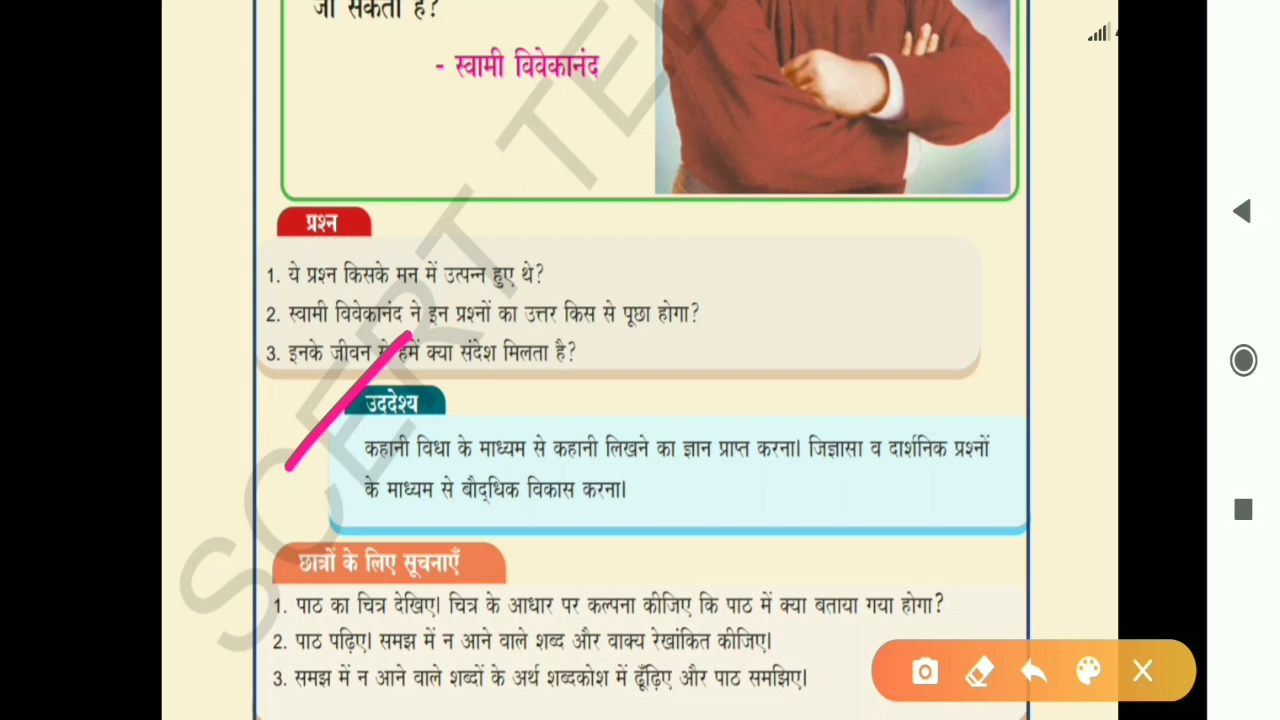 जा सकता है?
- स्वामी विवेकानंद
प्रश्न
1. ये प्रश्न किसके मन में उत्पन्न हुए थे?
2. स्वामी विवेकानंद ने इन प्रश्नों का उत्तर किस से पूछा होगा?
3. इनके जीवन से हमें क्या संदेश मिलता है?
उद्देश्य
कहानी विधा के माध्यम से कहानी लिखने का ज्ञान प्राप्त करना। जिज्ञासा व दार्शनिक प्रश्नों
के माध्यम से बौद्धिक विकास करना।
छात्रों के लिए सूचनाएँ
1. पाठ का चित्र देखिए। चित्र के आधार पर कल्पना कीजिए कि पाठ में क्या बताया गया होगा?
2. पाठ पढ़िए। समझ में न आने वाले शब्द और वाक्य रेखांकित कीजिए।
3. समझ में न आने वाले शब्दों के अर्थ शब्दकोश में ढूँढ़िए और पाठ समझिए।
SCERT